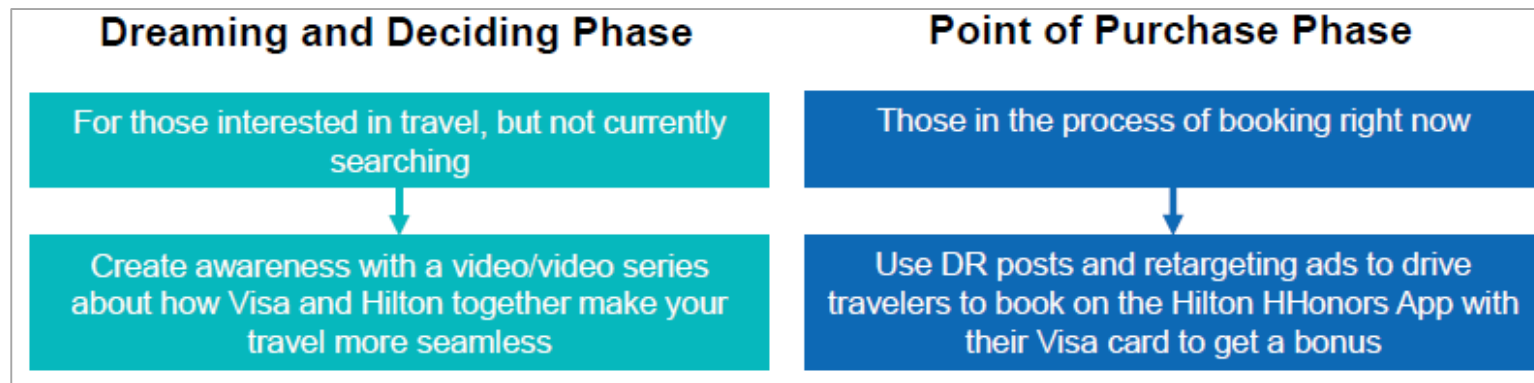 Dreaming and Deciding Phase
For those interested in travel, but not currently
searching
Create awareness with a video/video series
about how Visa and Hilton together make your
travel more seamless
Point of Purchase Phase
Those in the process of booking right now
Use DR posts and retargeting ads to drive
travelers to book on the Hilton HHonors App with
their Visa card to get a bonus